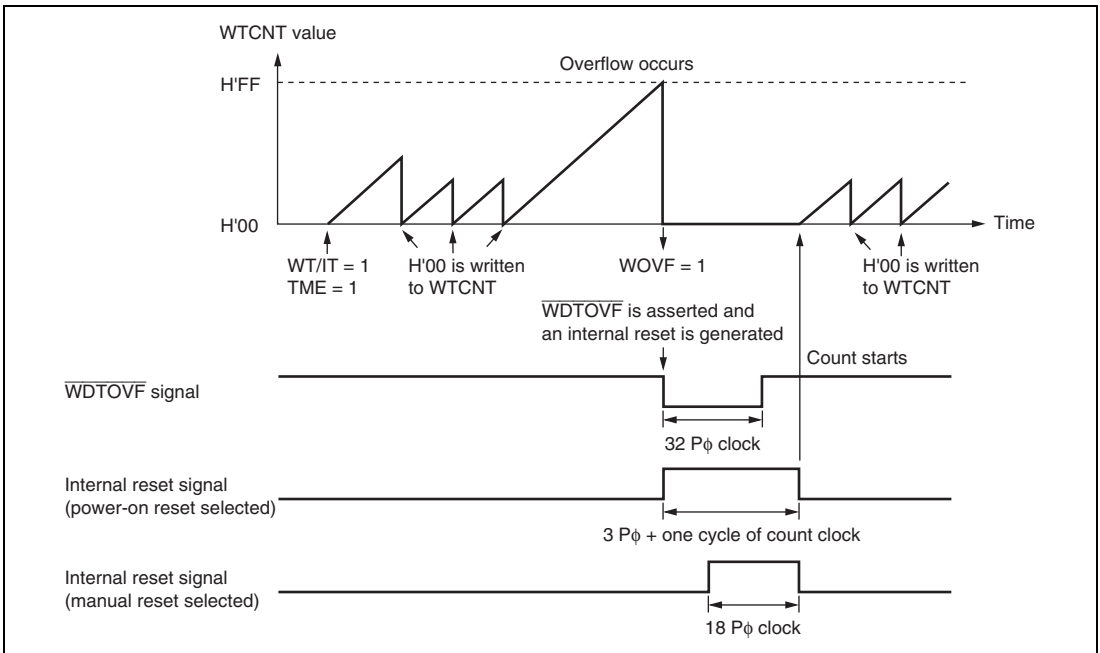 WTCNT value
Overflow occurs
H'FF
H'00
Time
WT/IT = 1
TME = 1
H'00 is written
to WTCNT
WOVF = 1
H'00 is written
to WTCNT
WDTOVF is asserted and
an internal reset is generated
Count starts
WDTOVF signal
32 Pϕ clock
Internal reset signal
(power-on reset selected)
3 Pϕ + one cycle of count clock
Internal reset signal
(manual reset selected)
18 Pϕ clock